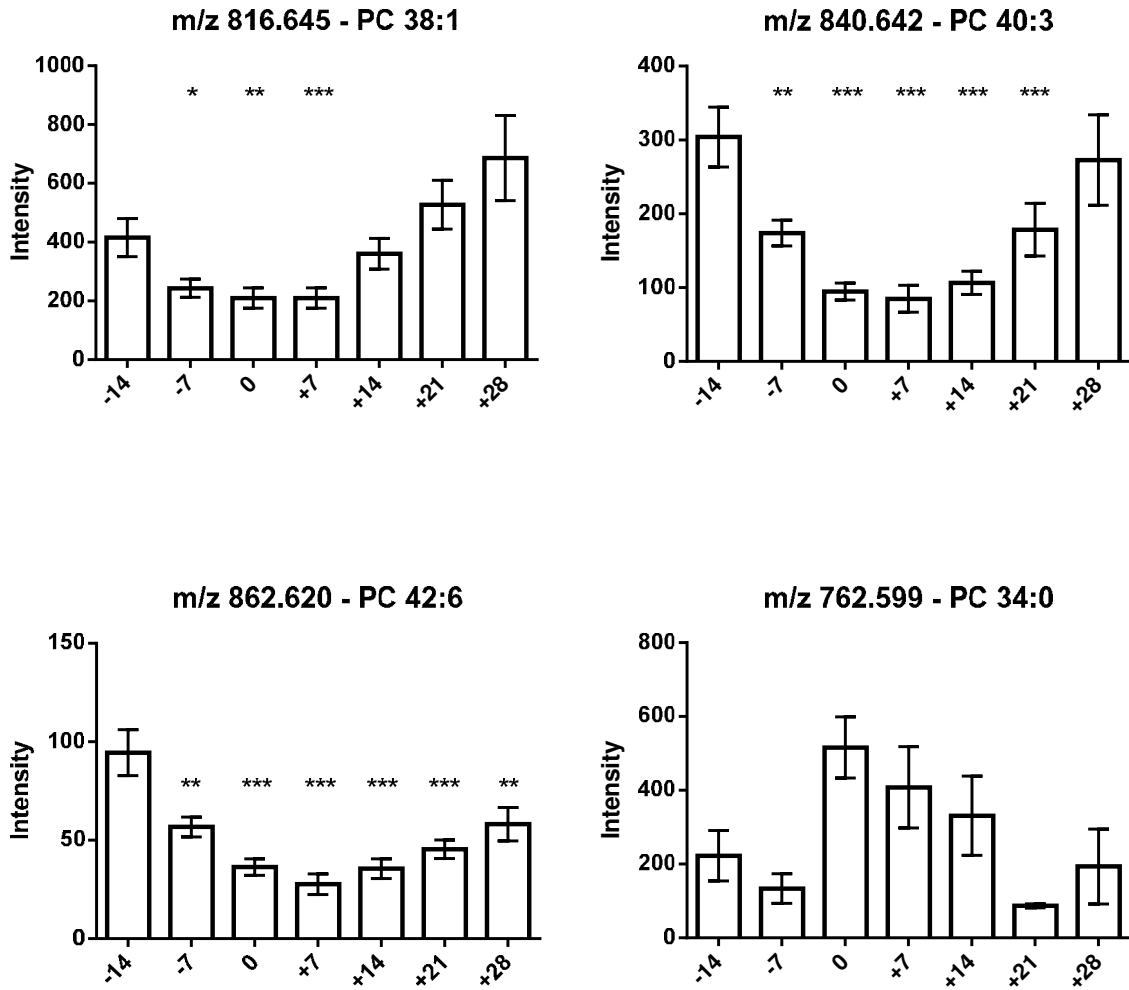 m/z 816.645 - PC 38:1
Intensity
1000
800
600
400
200
0
* ** ***
-14 -7 0 +7 +14 +21 +28
m/z 840.642 - PC 40:3
Intensity
400
300
200
100
0
** *** *** *** ***
-14 -7 0 +7 +14 +21 +28
m/z 862.620 - PC 42:6
Intensity
150
100
50
0
** *** *** *** *** **
-14 -7 0 +7 +14 +21 +28
m/z 762.599 - PC 34:0
Intensity
800
600
400
200
0
-14 -7 0 +7 +14 +21 +28